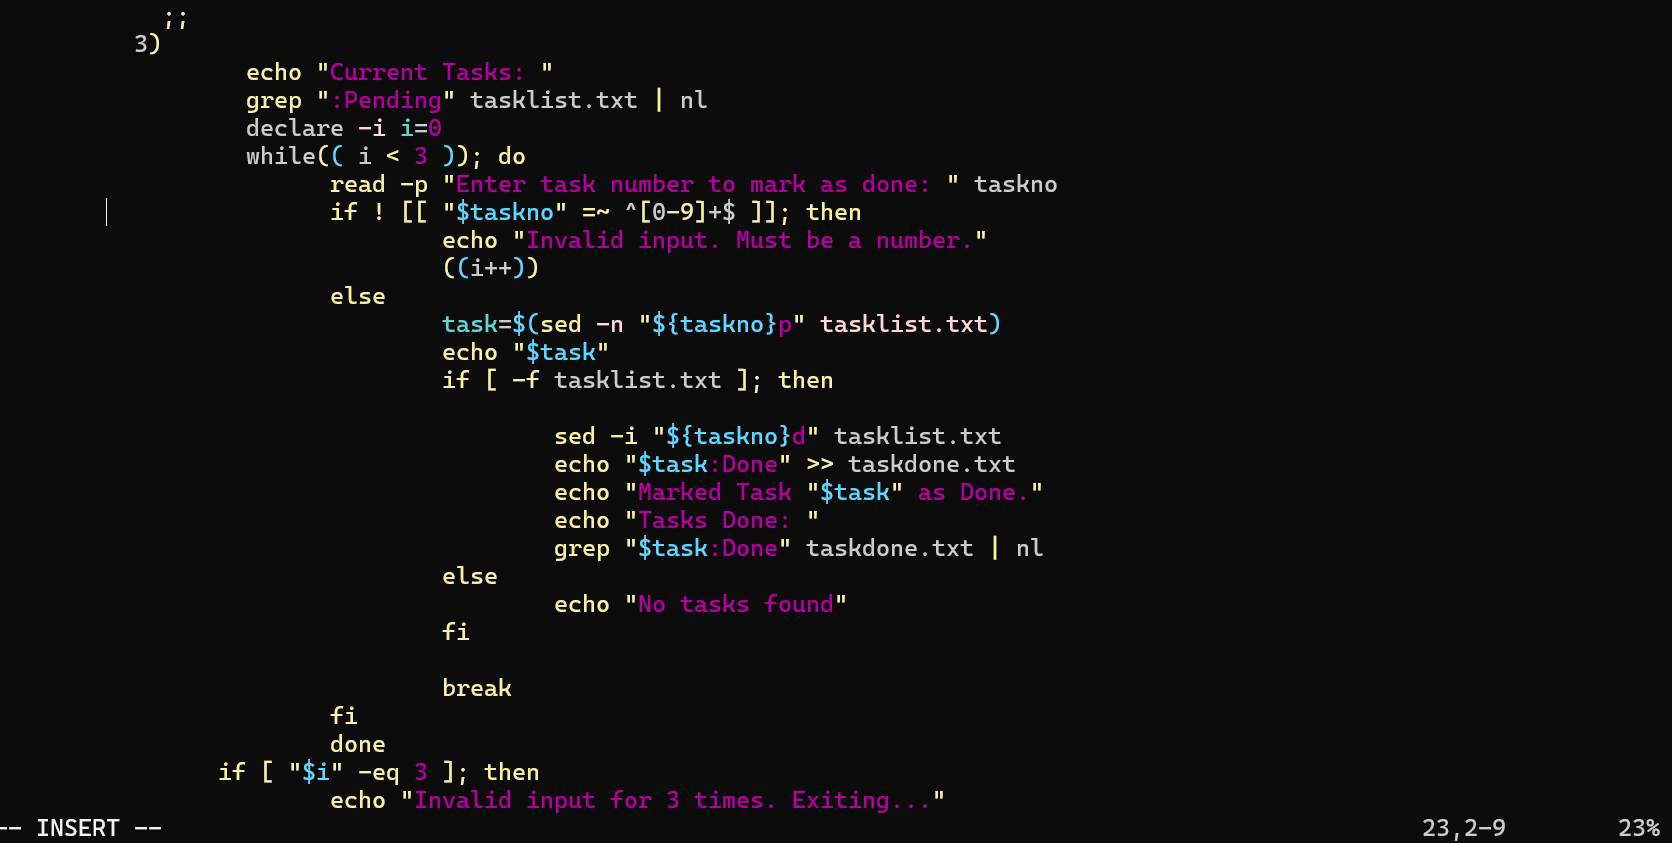 ;;
3)
echo "Current Tasks: "
grep ":Pending" tasklist.txt | nl
declare -i i=0
while(( i < 3 )); do
read -p "Enter task number to mark as done: " taskno
if ! [[ "$taskno" =~ ^[0-9]+$ ]]; then
echo "Invalid input. Must be a number."
((i++))
else
task=$(sed -n "${taskno}p" tasklist.txt)
echo "$task"
if [ -f tasklist.txt ]; then
sed -i "${taskno}d" tasklist.txt
echo "$task:Done" >> taskdone.txt
echo "Marked Task "$task" as Done."
echo "Tasks Done: "
grep "$task:Done" taskdone.txt | nl
else
echo "No tasks found"
fi
break
fi
done
if [ "$i" -eq 3 ]; then
echo "Invalid input for 3 times. Exiting..."
-- INSERT -- 23,2-9 23%